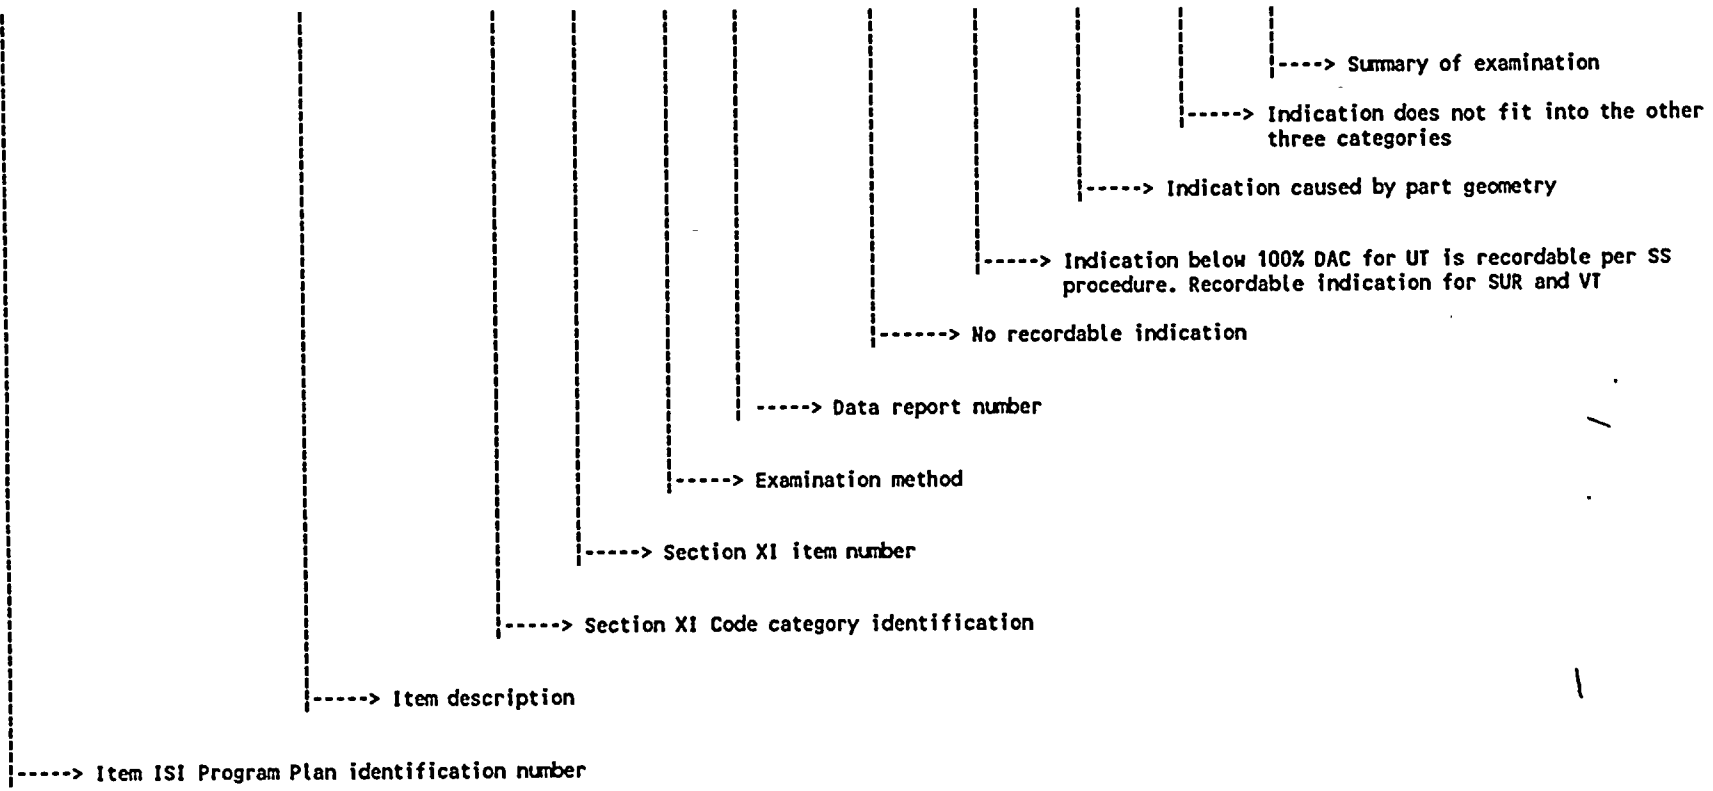 ----> Summary of examination
-----> Indication does not fit into the other
three categories
-----> Indication caused by part geometry
-----> Indication below 100% DAC for UT is recordable per SS
procedure. Recordable indication for SUR and VT
------> No recordable indication
-----> Data report number
-----> Examination method
-----> Section XI item number
-----> Section XI Code category identification
-----> Item description
-----> Item ISI Program Plan identification number